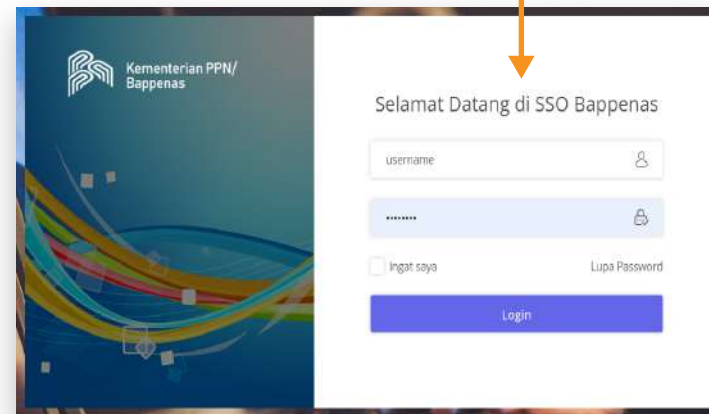 Kementerian PPN/
Bappenas
Selamat Datang di SSO Bappenas
username
••••••••
Ingat saya
Lupa Password
Login